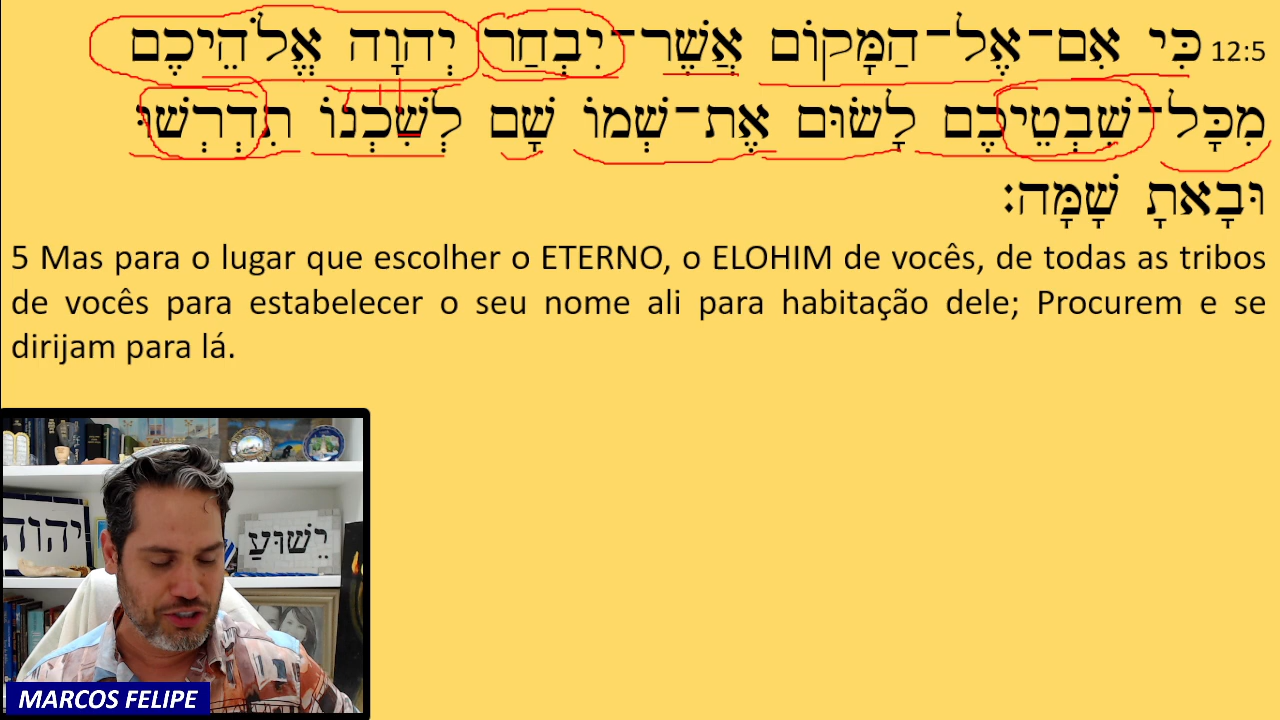 12:5 כִּי אִם־אֶל־הַמָּקוֹם אֲשֶׁר־יִבְחַר יְהוָה אֱלֹהֵיכֶם
מִכָּל־שִׁבְטֵיכֶם לָשׂוּם אֶת־שְׁמוֹ שָׁם לְשִׁכְנוֹ תִדְרְשׁוּ
וּבָאתָ שָׁמָּה׃
5 Mas para o lugar que escolher o ETERNO, o ELOHIM de vocês, de todas as tribos
de vocês para estabelecer o seu nome ali para habitação dele; Procurem e se
dirijam para lá.
יהוה
יֵשׁוּעַ
MARCOS FELIPE